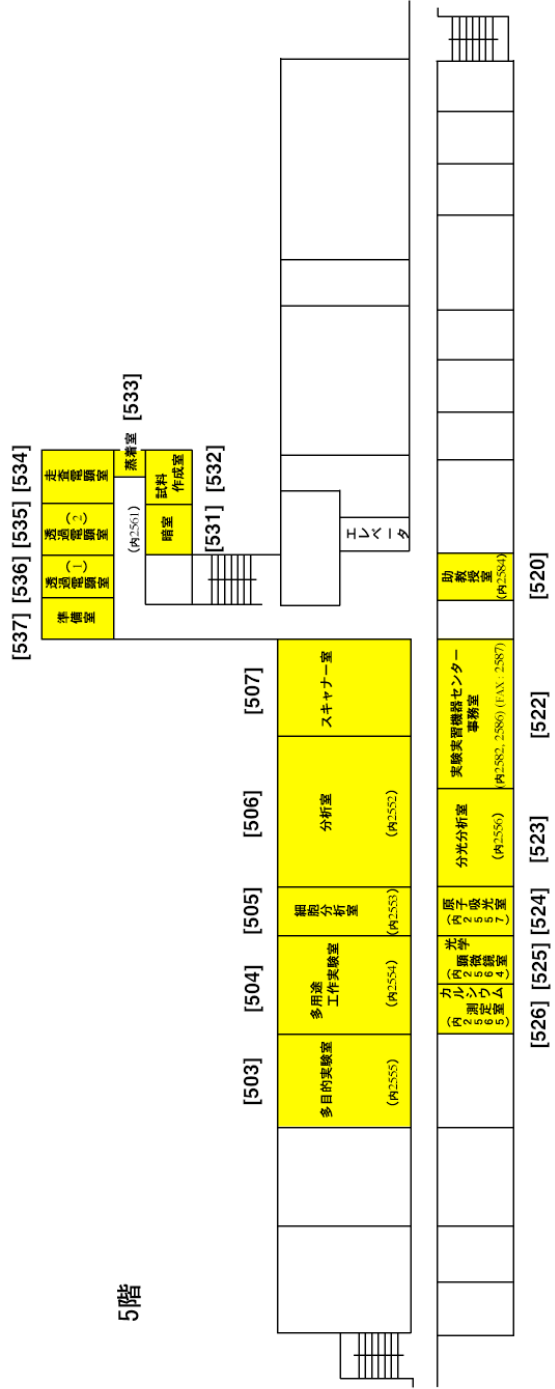 5階
[503]
[504]
[505]
[506]
[507]
多目的実験室
(内2555)
多用途
工作実験室
(内2554)
細胞分析室
(内2553)
分析室
(内2552)
スキャナー室
[537]
[536]
[535]
[534]
準備室
透過電顕室(1)
透過電顕室(2)
走査電顕室
(内2561)
蒸着室
[533]
暗室
試料
作成室
[531]
[532]
エレベータ
カルシウム
測定室
(内2565)
光学
顕微鏡室
(内2564)
原子吸光室
(内2557)
分光分析室
(内2556)
実験実習機器センター
事務室
(内2582, 2586) (FAX : 2587)
助教授室
(内2584)
[526]
[525]
[524]
[523]
[522]
[520]